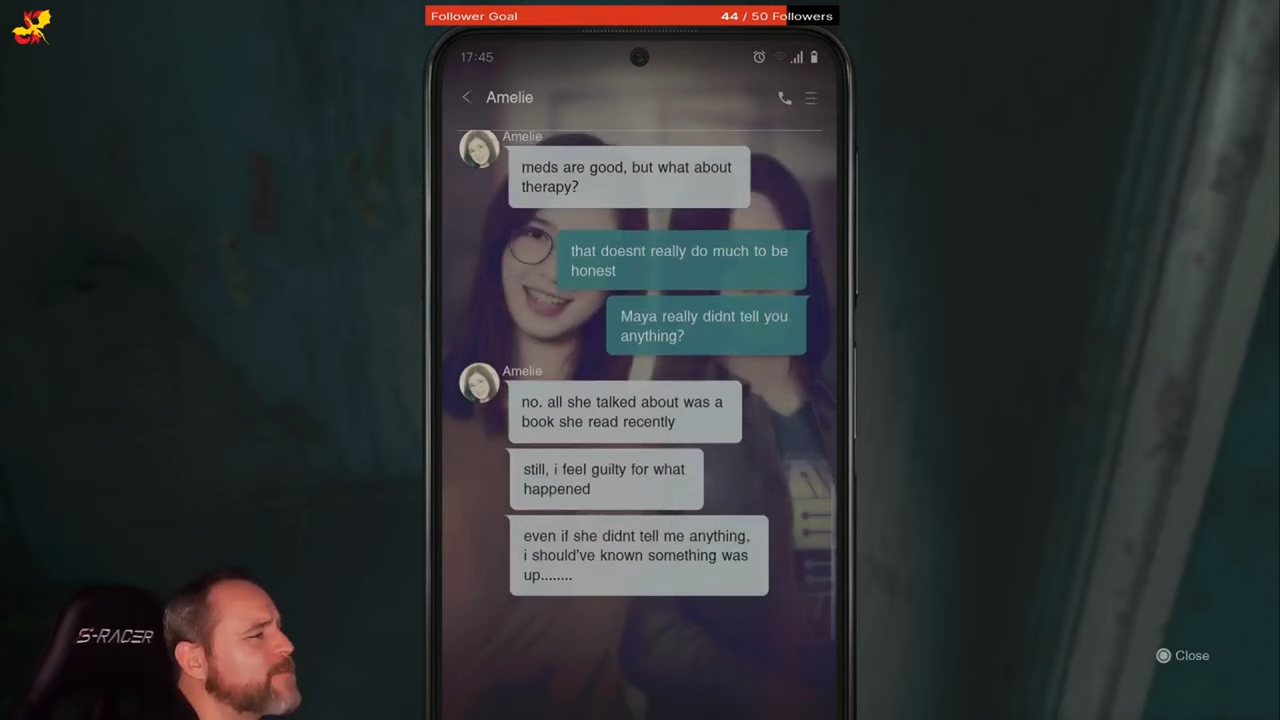 Follower Goal 44 / 50 Followers
17:45
Amelie
Amelie
meds are good, but what about
therapy?
that doesnt really do much to be
honest
Maya really didnt tell you
anything?
Amelie
no. all she talked about was a
book she read recently
still, i feel guilty for what
happened
even if she didnt tell me anything,
i should've known something was
up........
S-RACER
Close